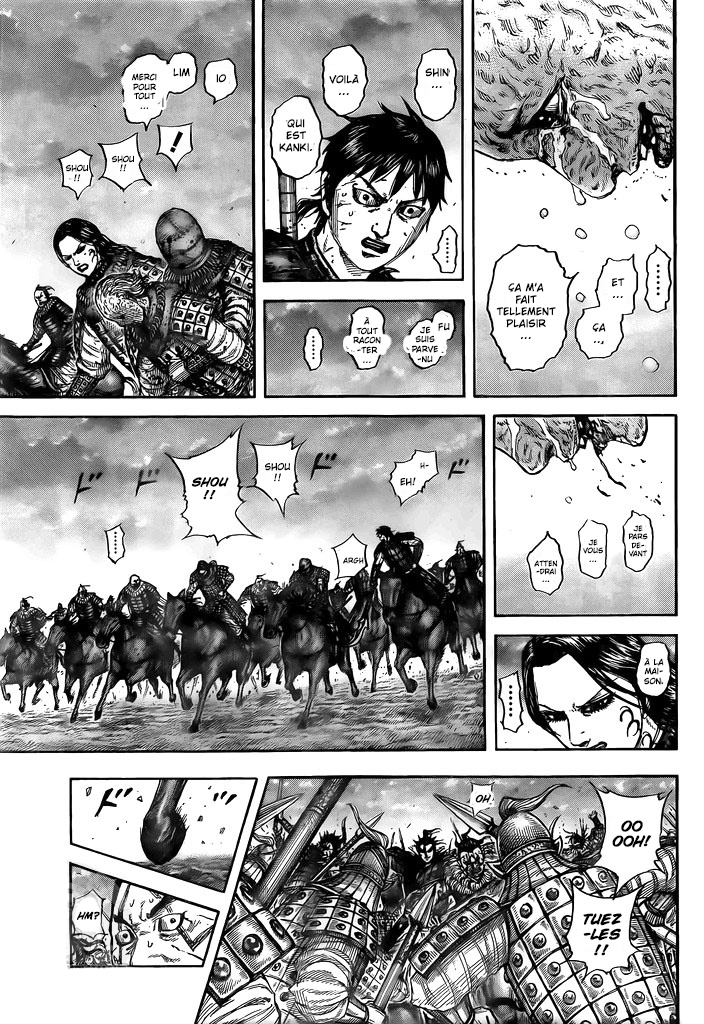 ......
ET
...
ÇA
...
ÇA M'A
FAIT
TELLEMENT
PLAISIR
...
SHIN
...
VOILÀ
...
QUI EST
KANKI.
......
FU
JE
SUIS
PARVE-
NU
À
TOUT
RACON
-TER
...
......
IO
LIM
MERCI
POUR
TOUT
...
!
SHOU
!!
SHOU
!!
JE
PARS
DE-
VANT
JE
VOUS
...
ATTEN
-DRAI
...
À LA
MAISON.
......
H-
EH!
ド
ド
SHOU
!!
SHOU
!!
ド
ド
ARGH
......
OO
OOH!
OH.
TUEZ
-LES
!!
ド
ド
HM?